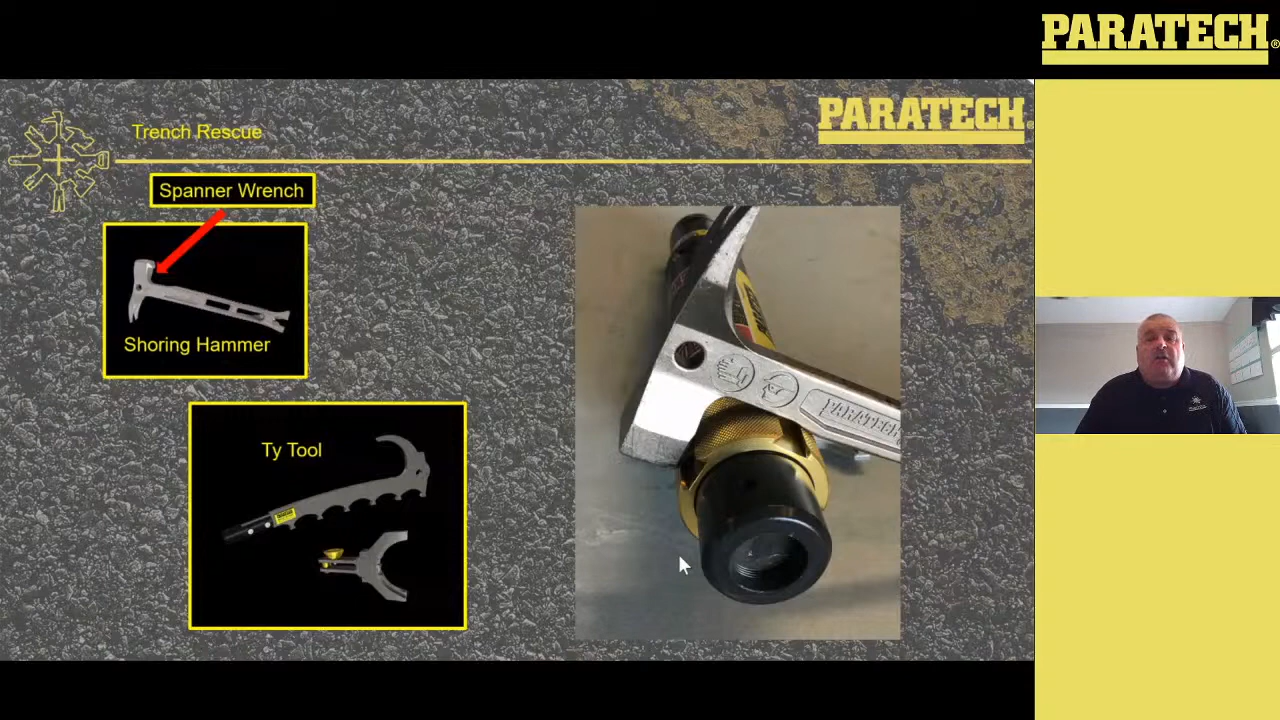 PARATECH®
PARATECH®
Trench Rescue
Spanner Wrench
Shoring Hammer
Ty Tool
PARATECH